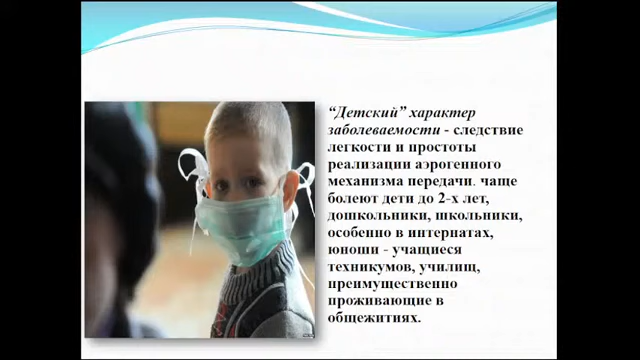 “Детский” характер
заболеваемости - следствие
легкости и простоты
реализации аэрогенного
механизма передачи. чаще
болеют дети до 2-х лет,
дошкольники, школьники,
особенно в интернатах,
юноши - учащиеся
техникумов, училищ,
преимущественно
проживающие в
общежитиях.